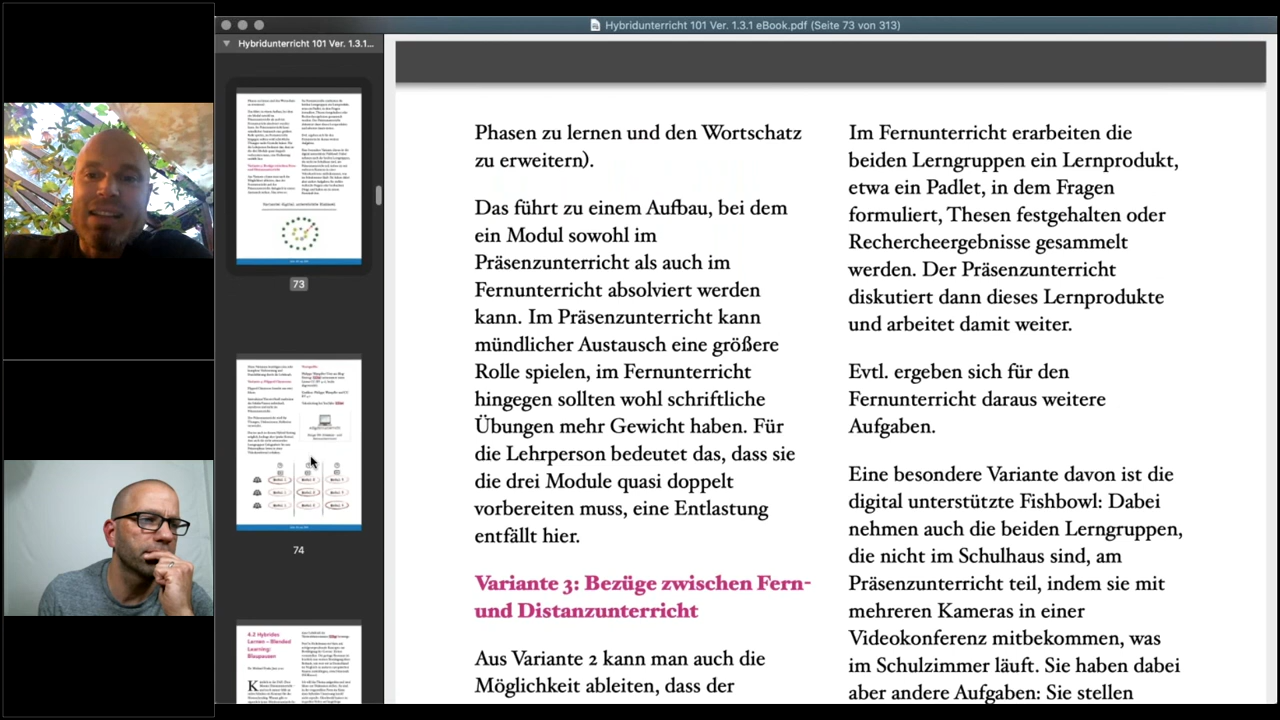 Hybridunterricht 101 Ver. 1.3.1 eBook.pdf (Seite 73 von 313)
Hybridunterricht 101 Ver. 1.3.1...
73
74
4.2 Hybrides
Lernen – Blended
Learning:
Blaupausen
Phasen zu lernen und den Wortschatz
zu erweitern).
Das führt zu einem Aufbau, bei dem
ein Modul sowohl im
Präsenzunterricht als auch im
Fernunterricht absolviert werden
kann. Im Präsenzunterricht kann
mündlicher Austausch eine größere
Rolle spielen, im Fernunterricht
hingegen sollten wohl schriftliche
Übungen mehr Gewicht haben. Für
die Lehrperson bedeutet das, dass sie
die drei Module quasi doppelt
vorbereiten muss, eine Entlastung
entfällt hier.
Variante 3: Bezüge zwischen Fern-
und Distanzunterricht
Aus Variante 1 kann man auch die
Möglichkeit ableiten, dass der
Im Fernunterricht erarbeiten die
beiden Lerngruppen ein Lernprodukt,
etwa ein Padlet, in dem Fragen
formuliert, Thesen festgehalten oder
Rechercheergebnisse gesammelt
werden. Der Präsenzunterricht
diskutiert dann dieses Lernprodukte
und arbeitet damit weiter.
Evtl. ergeben sich für den
Fernunterricht daraus weitere
Aufgaben.
Eine besondere Variante davon ist die
digital unterstützte Fishbowl: Dabei
nehmen auch die beiden Lerngruppen,
die nicht im Schulhaus sind, am
Präsenzunterricht teil, indem sie mit
mehreren Kameras in einer
Videokonferenz mitbekommen, was
im Schulzimmer läuft. Sie haben dabei
aber andere Aufgaben: Sie stellen